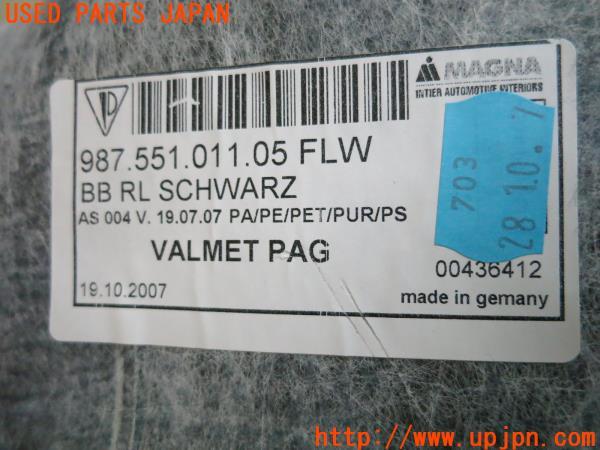 USED PARTS JAPAN
MAGNA
INTIER AUTOMOTIVE INTERIORS
987.551.011.05 FLW
BB RL SCHWARZ
AS 004 V. 19.07.07 PA/PE/PET/PUR/PS
VALMET PAG
19.10.2007
703
28 10. 7
00436412
made in germany
U.P.J
http://www.upjpn.com/